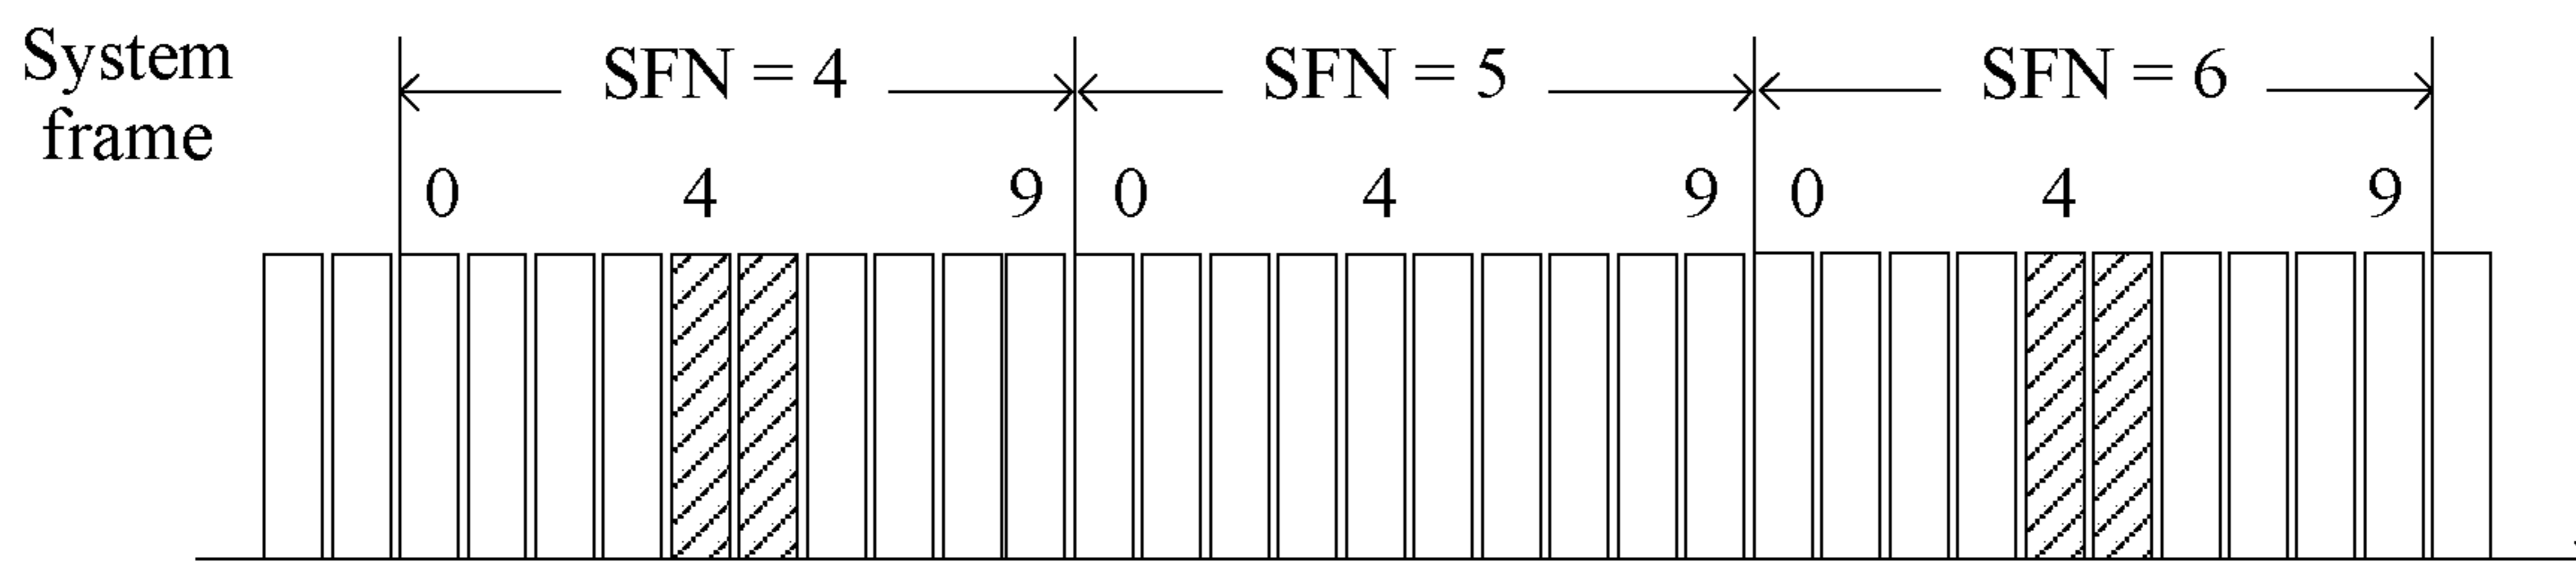 System
frame
SFN = 4
SFN = 5
SFN = 6
0 4 9 0 4 9 0 4 9